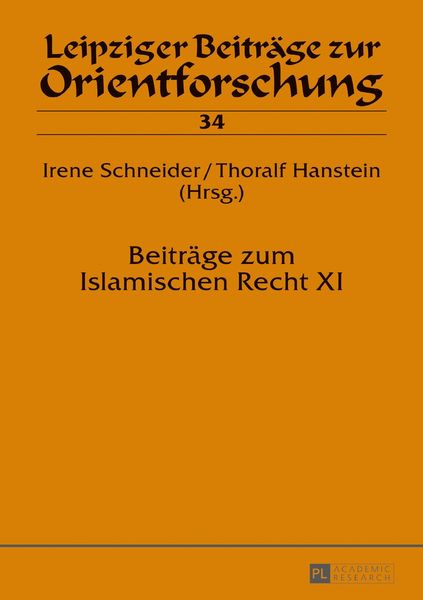 Leipziger Beiträge zur
Orientforschung
34
Irene Schneider / Thoralf Hanstein
(Hrsg.)
Beiträge zum
Islamischen Recht XI
PL ACADEMIC
RESEARCH